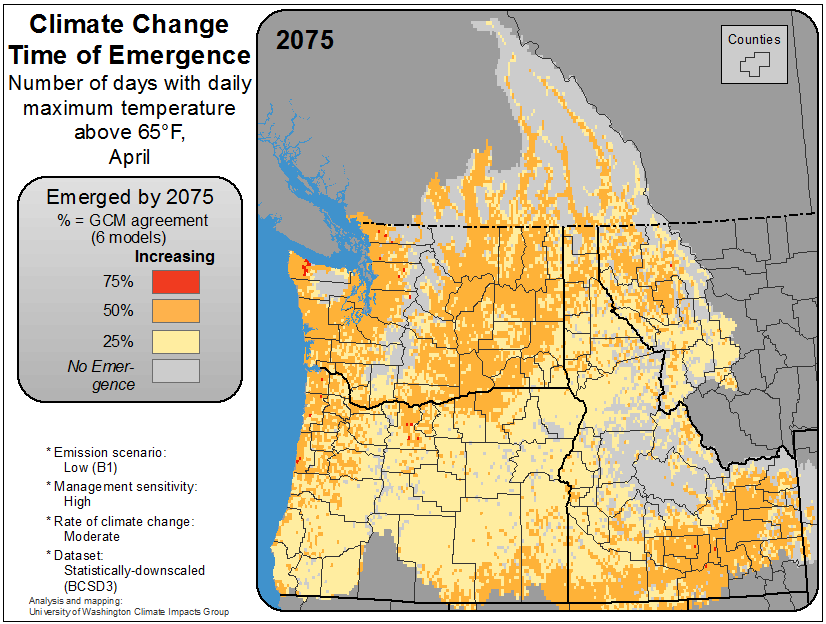 Climate Change
Time of Emergence
Number of days with daily
maximum temperature
above 65°F,
April
2075
Counties
Emerged by 2075
% = GCM agreement
(6 models)
Increasing
75%
50%
25%
No Emer-
gence
* Emission scenario:
Low (B1)
* Management sensitivity:
High
* Rate of climate change:
Moderate
* Dataset:
Statistically-downscaled
(BCSD3)
Analysis and mapping:
University of Washington Climate Impacts Group